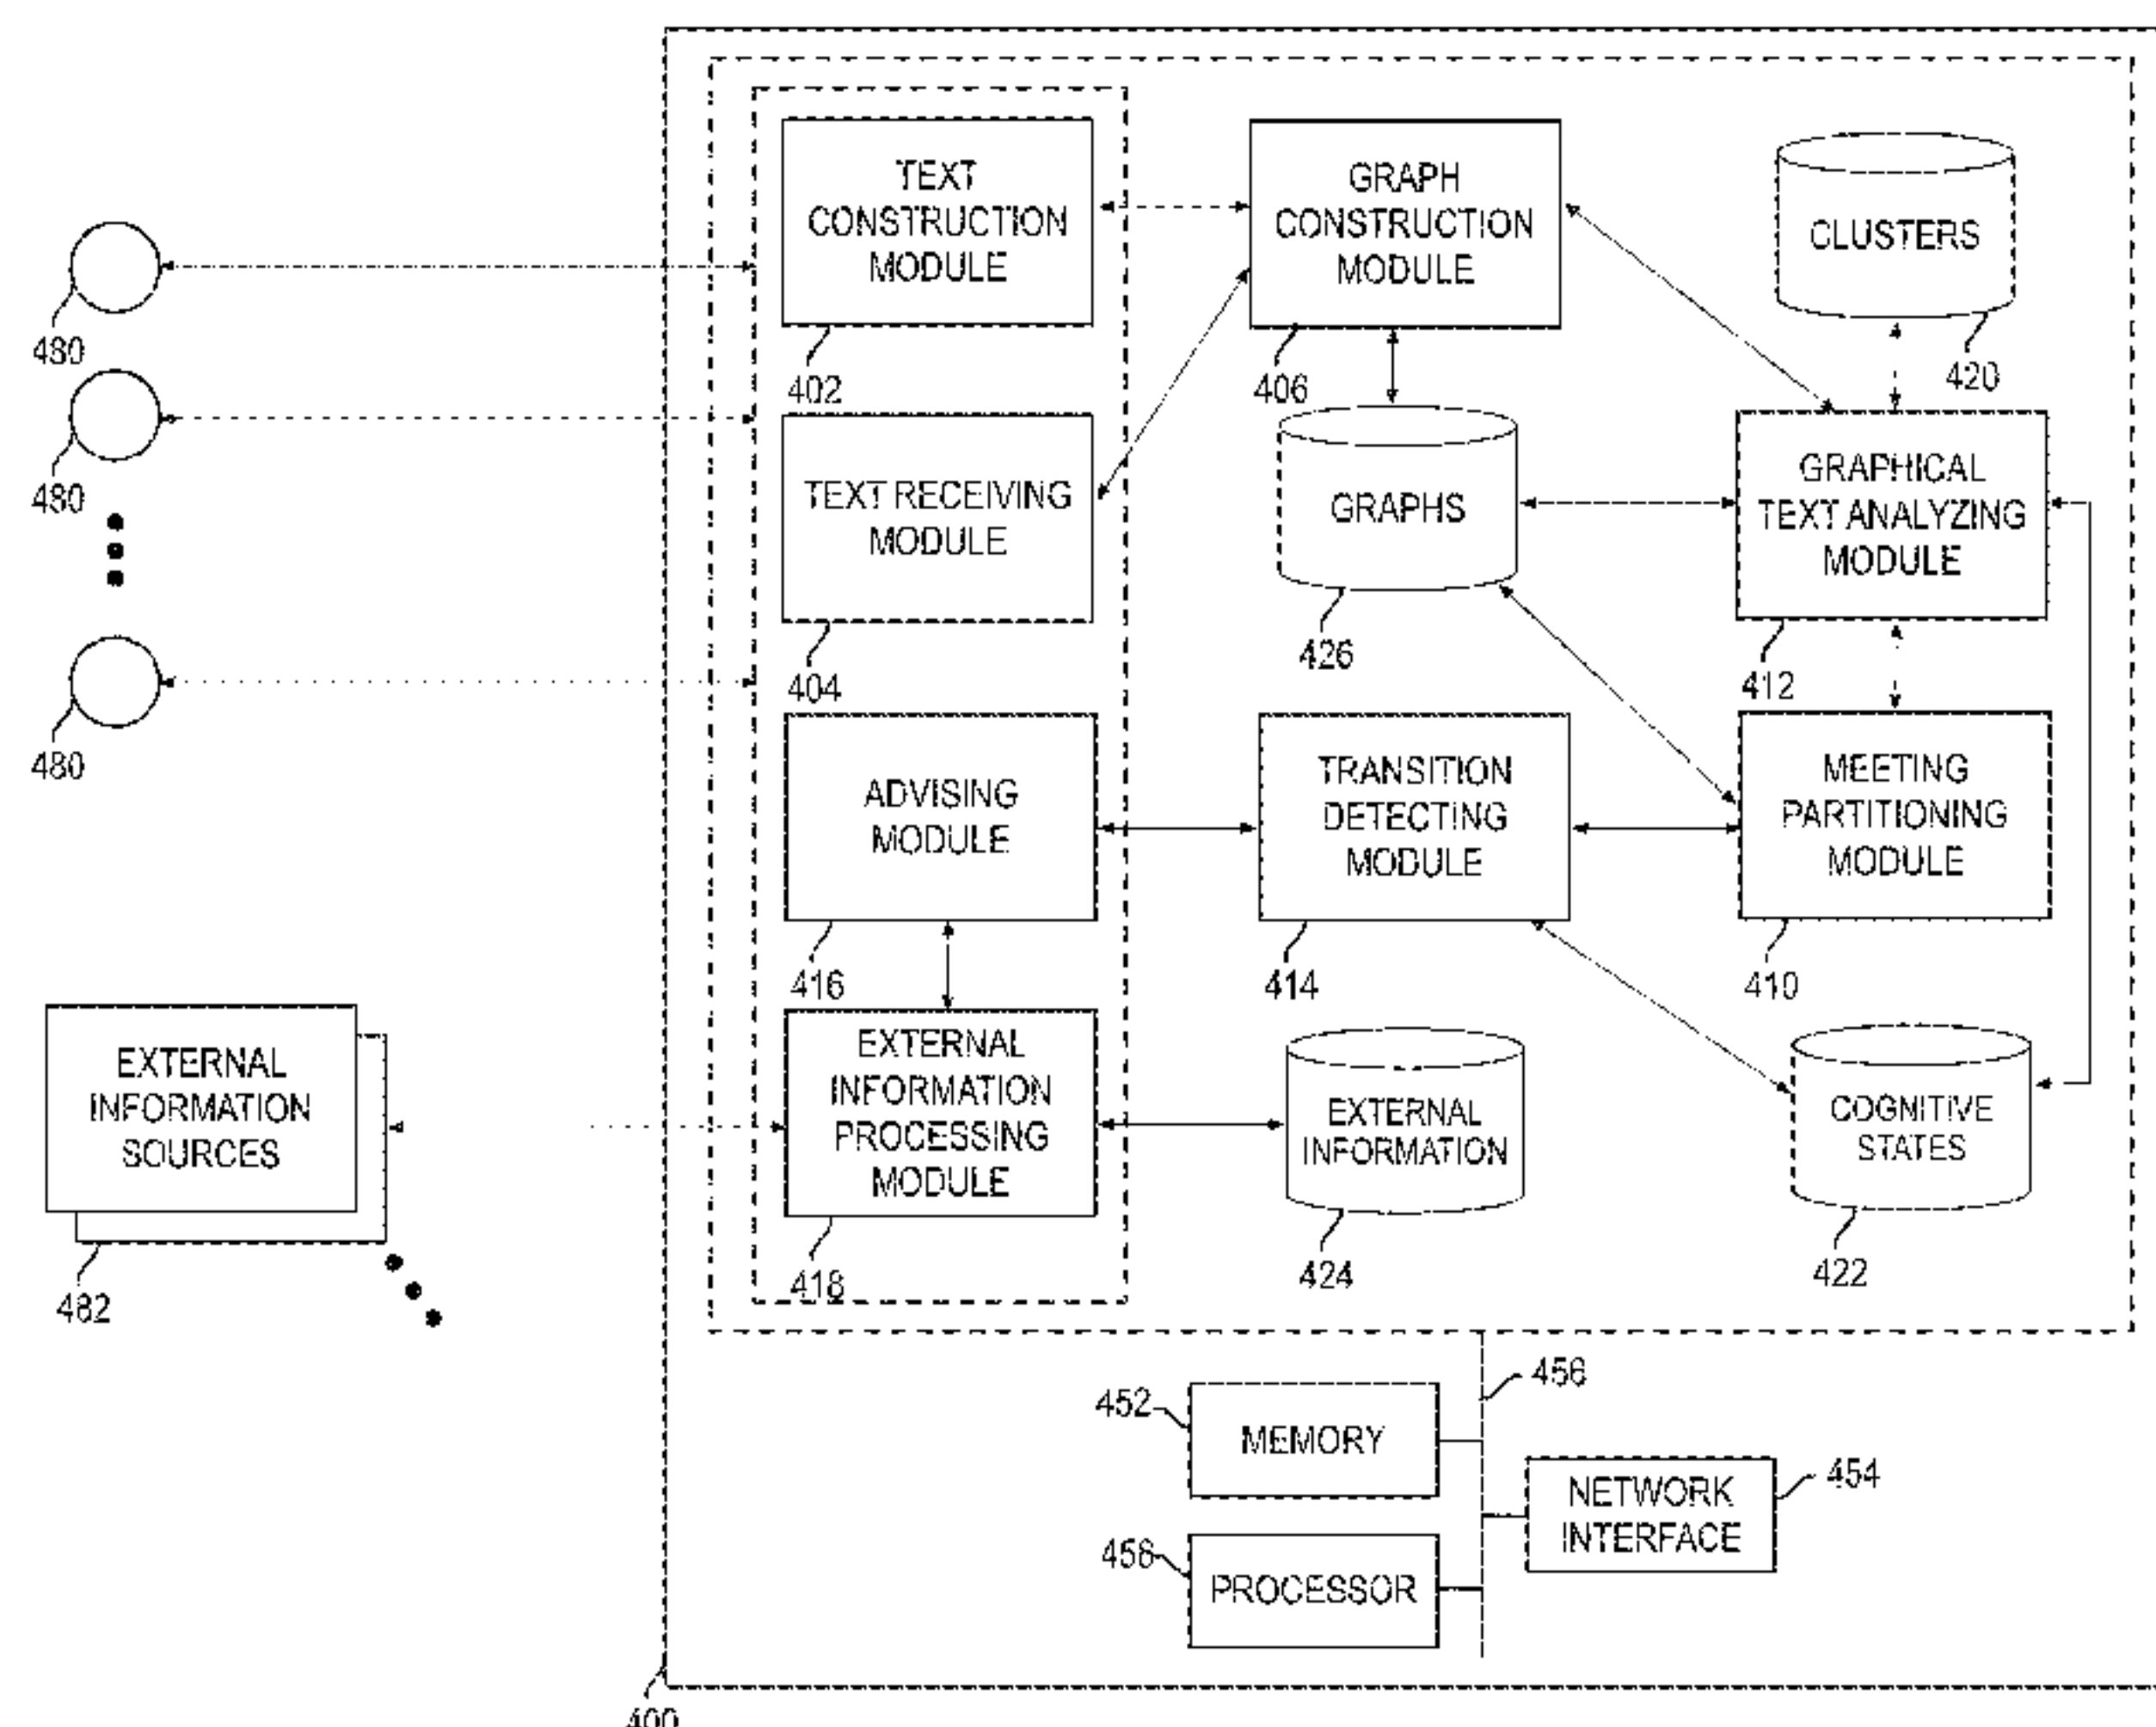 TEXT
CONSTRUCTION
MODULE
402
GRAPH
CONSTRUCTION
MODULE
406
CLUSTERS
420
480
480
480
TEXT RECEIVING
MODULE
404
GRAPHS
426
GRAPHICAL
TEXT ANALYZING
MODULE
412
ADVISING
MODULE
416
TRANSITION
DETECTING
MODULE
414
MEETING
PARTITIONING
MODULE
410
EXTERNAL
INFORMATION
SOURCES
482
EXTERNAL
INFORMATION
PROCESSING
MODULE
418
EXTERNAL
INFORMATION
424
COGNITIVE
STATES
422
456
452
MEMORY
454
NETWORK
INTERFACE
458
PROCESSOR
400